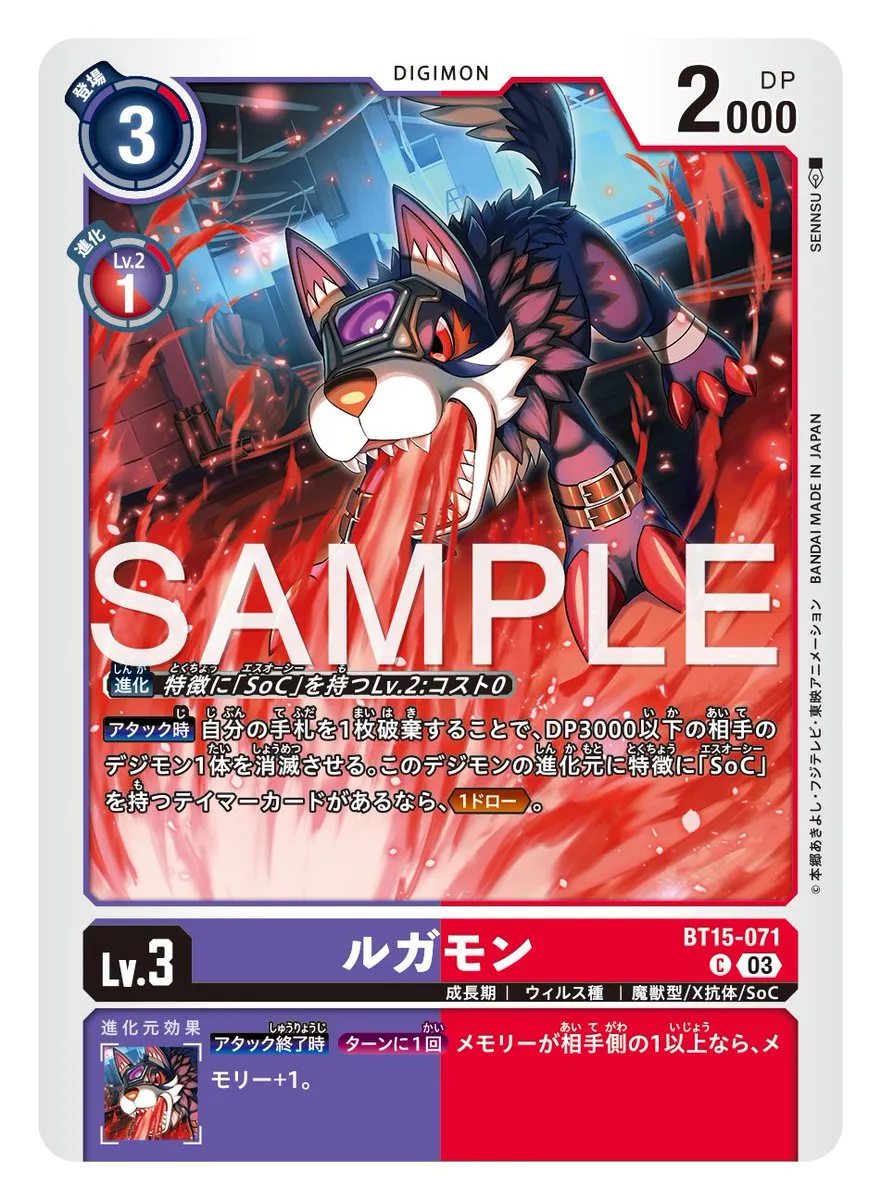 DIGIMON
登場
3
2000
DP
進化
Lv.2
1
SENNSU
BANDAI MADE IN JAPAN
© 本郷あきよし・フジテレビ・東映アニメーション
SAMPLE
進化 特徴に「SoC」を持つLv.2:コスト0
アタック時 自分の手札を1枚破棄することで、DP3000以下の相手の
デジモン1体を消滅させる。このデジモンの進化元に特徴に「SoC」
を持つテイマーカードがあるなら、1ドロー。
Lv.3
ルガモン
BT15-071
C 03
成長期 | ウィルス種 | 魔獣型/X抗体/SoC
進化元効果
アタック終了時 ターンに1回 メモリーが相手側の1以上なら、メ
モリー+1。